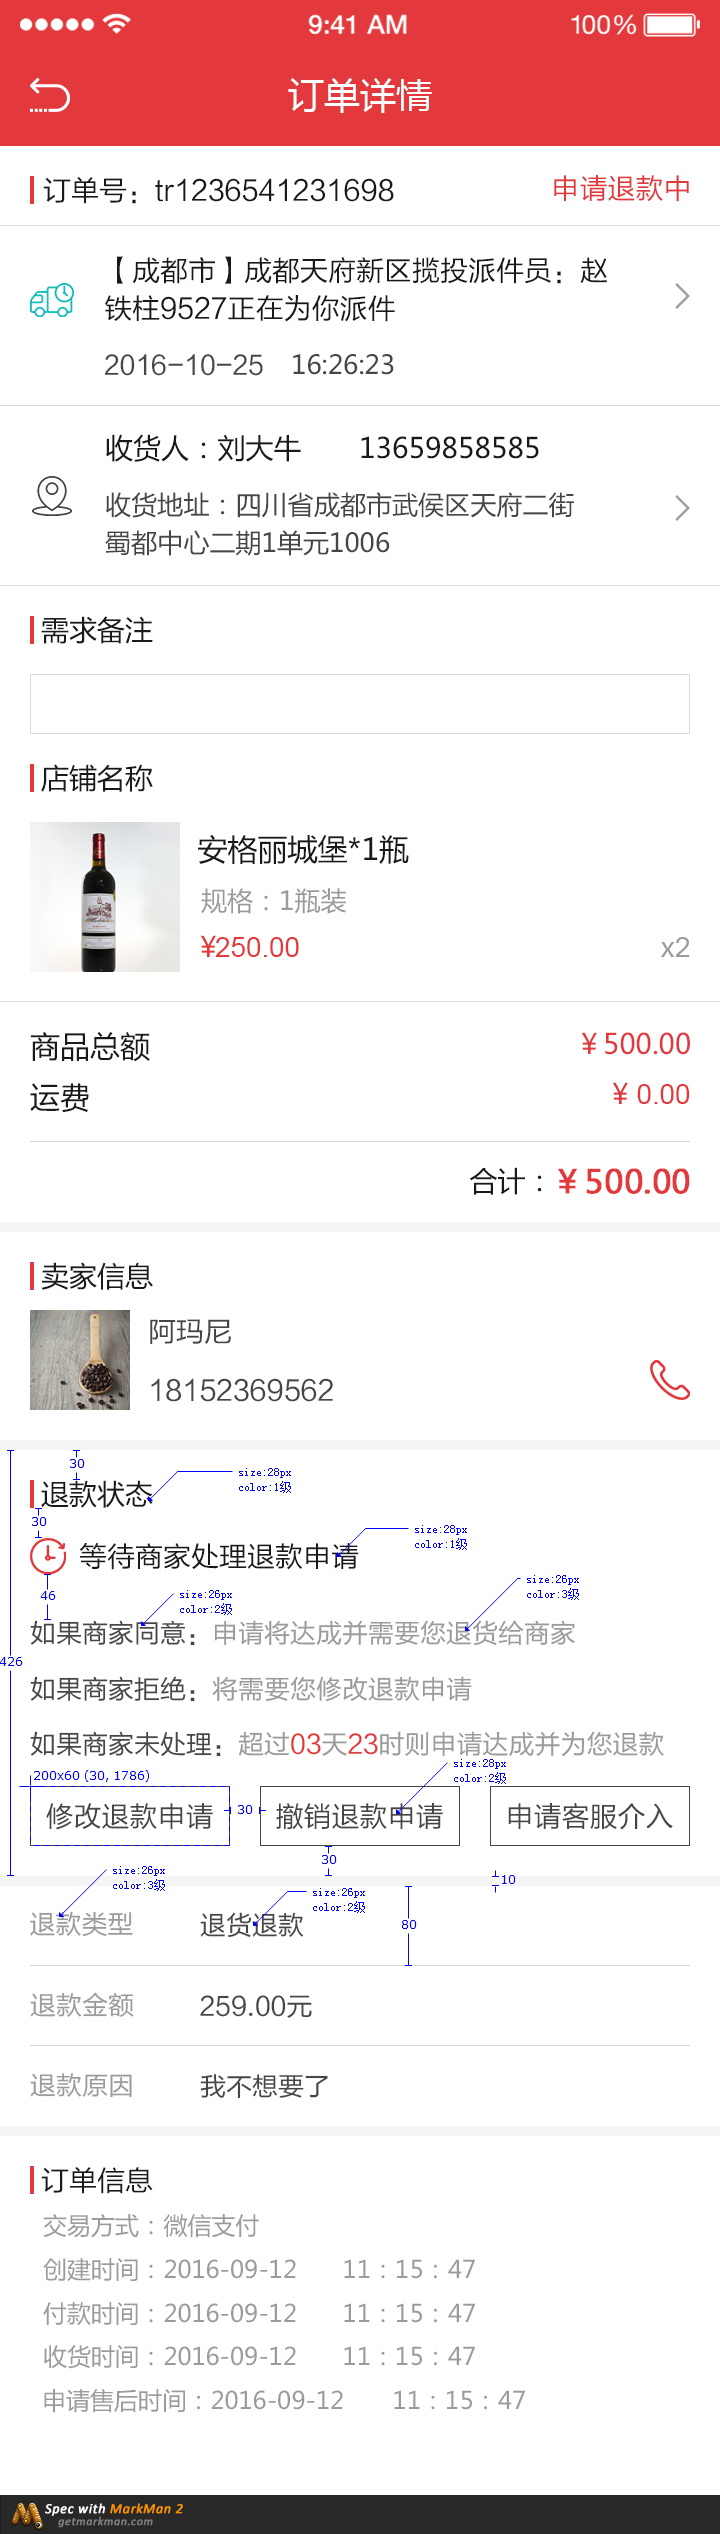 9:41 AM 100%
订单详情
订单号：tr1236541231698 申请退款中
【成都市】成都天府新区揽投派件员：赵
铁柱9527正在为你派件
2016-10-25 16:26:23
收货人：刘大牛 13659858585
收货地址：四川省成都市武侯区天府二街
蜀都中心二期1单元1006
需求备注
店铺名称
安格丽城堡*1瓶
规格：1瓶装
¥250.00 x2
商品总额 ¥500.00
运费 ¥ 0.00
合计：¥500.00
卖家信息
阿玛尼
18152369562
30
size:28px
color:1级
退款状态
30
size:28px
color:1级
等待商家处理退款申请
46
size:26px
color:2级
size:26px
color:3级
如果商家同意：申请将达成并需要您退货给商家
426
如果商家拒绝：将需要您修改退款申请
如果商家未处理：超过03天23时则申请达成并为您退款
size:28px
color:2级
200x60 (30, 1786)
修改退款申请 30 撤销退款申请 申请客服介入
30
size:26px
color:3级
10
size:26px
color:2级
退款类型 退货退款 80
退款金额 259.00元
退款原因 我不想要了
订单信息
交易方式：微信支付
创建时间：2016-09-12 11：15：47
付款时间：2016-09-12 11：15：47
收货时间：2016-09-12 11：15：47
申请售后时间：2016-09-12 11：15：47
Spec with MarkMan 2
getmarkman.com